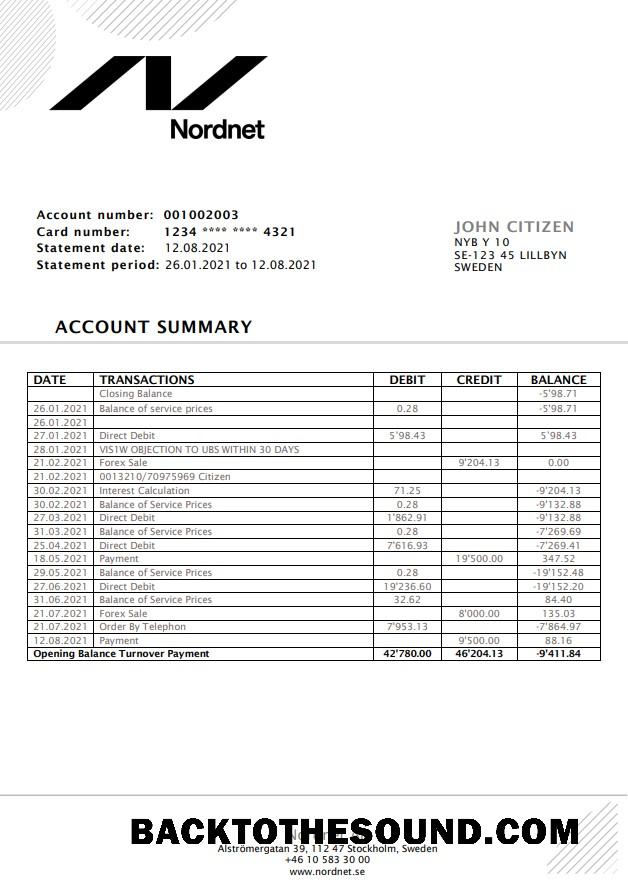 Nordnet
Account number: 001002003
Card number: 1234 **** **** 4321
Statement date: 12.08.2021
Statement period: 26.01.2021 to 12.08.2021
JOHN CITIZEN
NYB Y 10
SE-123 45 LILLBYN
SWEDEN
ACCOUNT SUMMARY
DATE TRANSACTIONS DEBIT CREDIT BALANCE
Closing Balance -5'98.71
26.01.2021 Balance of service prices 0.28 -5'98.71
26.01.2021
27.01.2021 Direct Debit 5'98.43 5'98.43
28.01.2021 VIS1W OBJECTION TO UBS WITHIN 30 DAYS
21.02.2021 Forex Sale 9'204.13 0.00
21.02.2021 0013210/70975969 Citizen
30.02.2021 Interest Calculation 71.25 -9'204.13
30.02.2021 Balance of Service Prices 0.28 -9'132.88
27.03.2021 Direct Debit 1'862.91 -9'132.88
31.03.2021 Balance of Service Prices 0.28 -7'269.69
25.04.2021 Direct Debit 7'616.93 -7'269.41
18.05.2021 Payment 19'500.00 347.52
29.05.2021 Balance of Service Prices 0.28 -19'152.48
27.06.2021 Direct Debit 19'236.60 -19'152.20
31.06.2021 Balance of Service Prices 32.62 84.40
21.07.2021 Forex Sale 8'000.00 135.03
21.07.2021 Order By Telephon 7'953.13 -7'864.97
12.08.2021 Payment 9'500.00 88.16
Opening Balance Turnover Payment 42'780.00 46'204.13 -9'411.84
BACKTOTHESOUND.COM
Alströmergatan 39, 112 47 Stockholm, Sweden
+46 10 583 30 00
www.nordnet.se